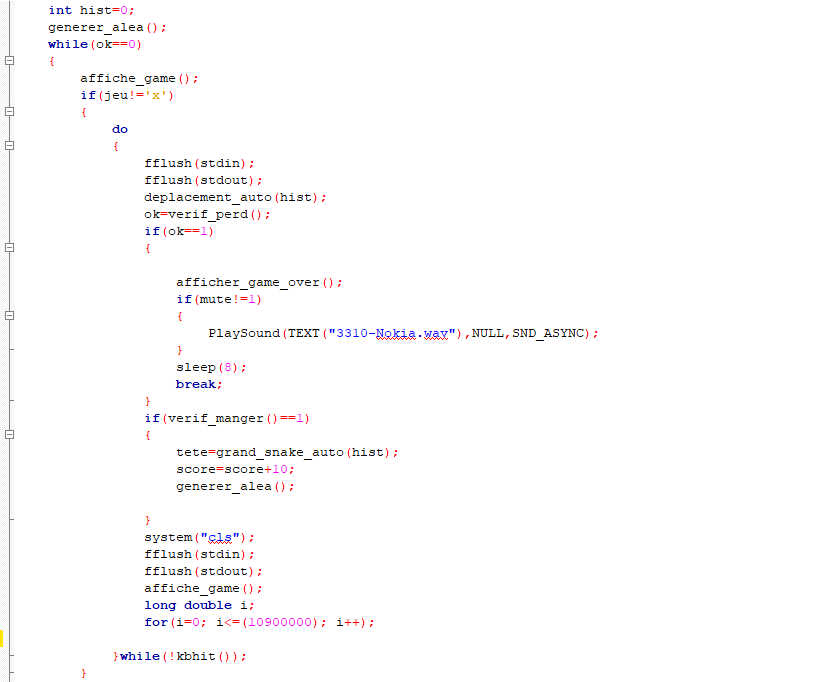 int hist=0;
generer_alea();
while(ok==0)
{
affiche_game();
if(jeu!='x')
{
do
{
fflush(stdin);
fflush(stdout);
deplacement_auto(hist);
ok=verif_perd();
if(ok==1)
{
afficher_game_over();
if(mute!=1)
{
PlaySound(TEXT("3310-Nokia.wav"),NULL,SND_ASYNC);
}
sleep(8);
break;
}
if(verif_manger()==1)
{
tete=grand_snake_auto(hist);
score=score+10;
generer_alea();
}
system("cls");
fflush(stdin);
fflush(stdout);
affiche_game();
long double i;
for(i=0; i<=(10900000); i++);
}while(!kbhit());
}